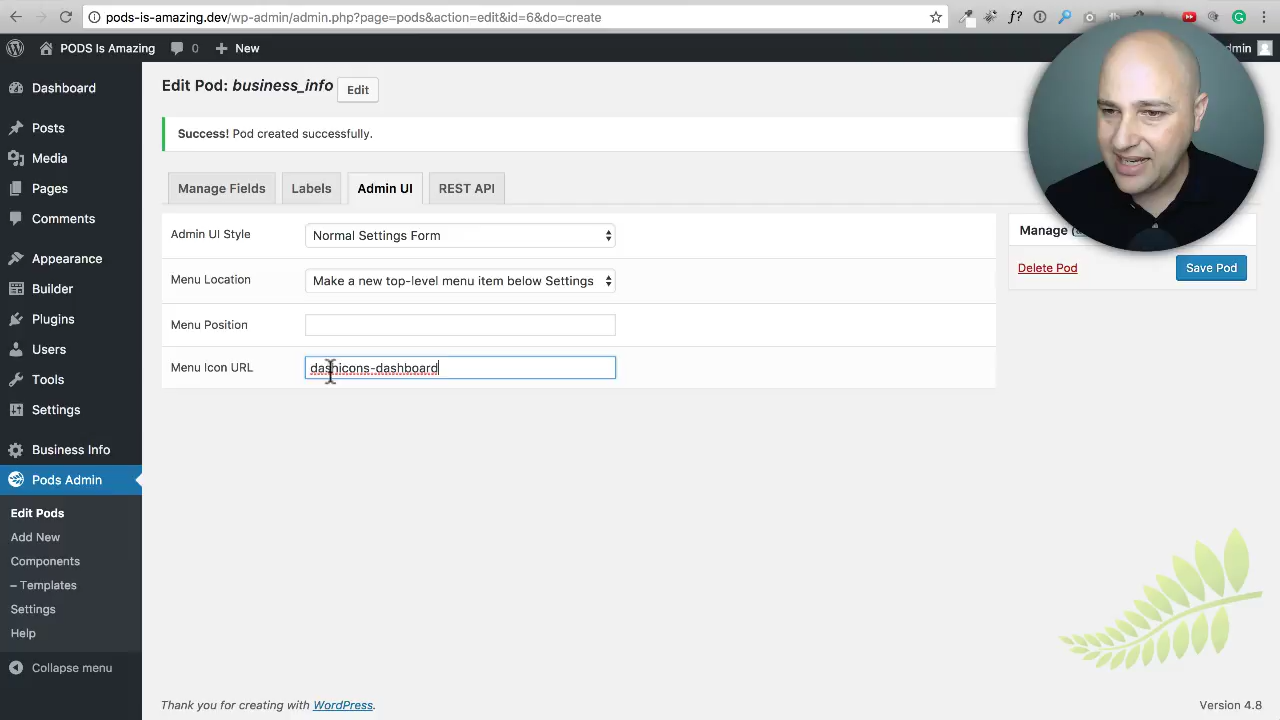 pods-is-amazing.dev/wp-admin/admin.php?page=pods&action=edit&id=6&do=create
PODS Is Amazing 0 New
Dashboard
Posts
Media
Pages
Comments
Appearance
Builder
Plugins
Users
Tools
Settings
Business Info
Pods Admin
Edit Pods
Add New
Components
– Templates
Settings
Help
Collapse menu
Edit Pod: business_info Edit
Success! Pod created successfully.
Manage Fields Labels Admin UI REST API
Admin UI Style Normal Settings Form
Menu Location Make a new top-level menu item below Settings
Menu Position
Menu Icon URL dashicons-dashboard
Manage
Delete Pod Save Pod
Thank you for creating with WordPress.
Version 4.8